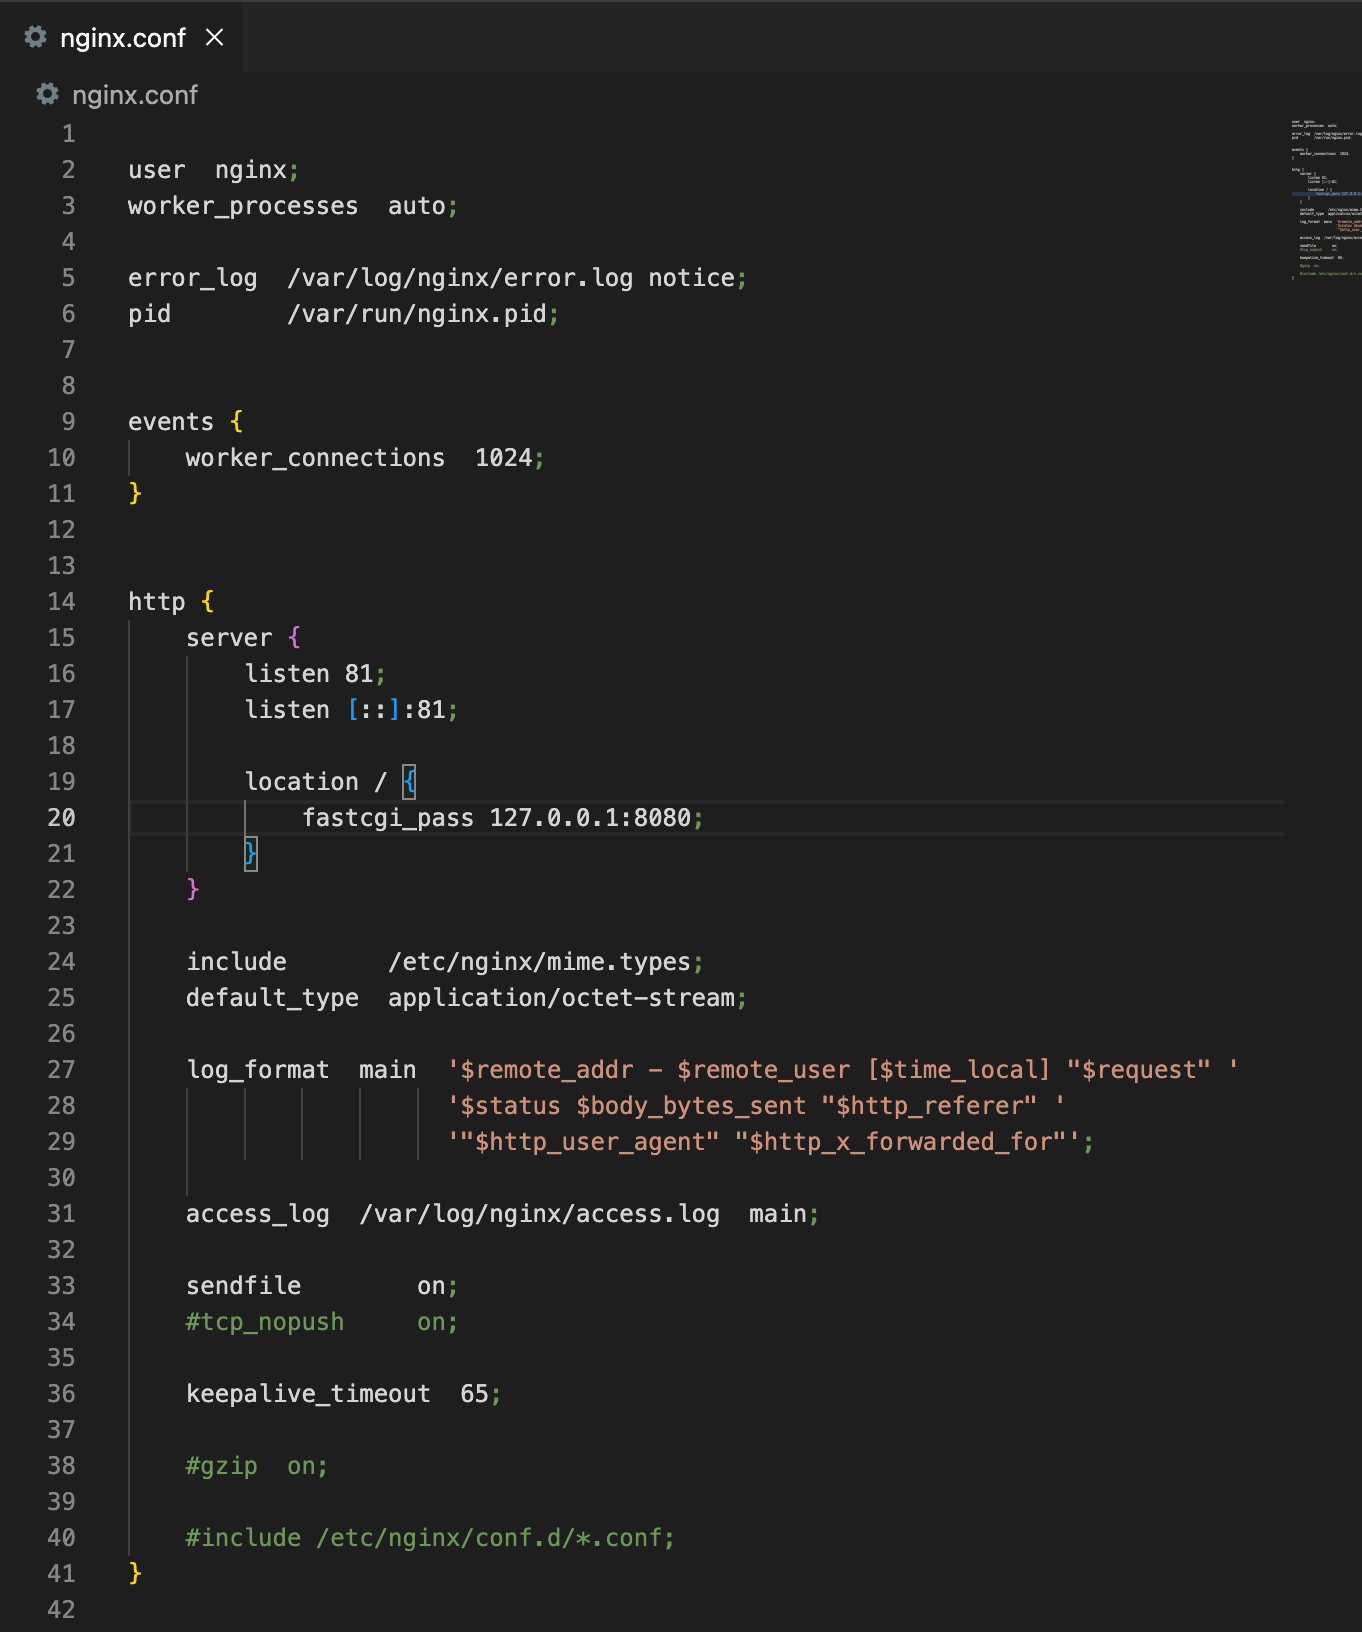 nginx.conf
nginx.conf
1
2 user  nginx;
3 worker_processes  auto;
4
5 error_log  /var/log/nginx/error.log notice;
6 pid        /var/run/nginx.pid;
7
8
9 events {
10     worker_connections  1024;
11 }
12
13
14 http {
15     server {
16         listen 81;
17         listen [::]:81;
18
19         location / {
20             fastcgi_pass 127.0.0.1:8080;
21         }
22     }
23
24     include       /etc/nginx/mime.types;
25     default_type  application/octet-stream;
26
27     log_format  main  '$remote_addr - $remote_user [$time_local] "$request" '
28                       '$status $body_bytes_sent "$http_referer" '
29                       '"$http_user_agent" "$http_x_forwarded_for"';
30
31     access_log  /var/log/nginx/access.log  main;
32
33     sendfile        on;
34     #tcp_nopush     on;
35
36     keepalive_timeout  65;
37
38     #gzip  on;
39
40     #include /etc/nginx/conf.d/*.conf;
41 }
42